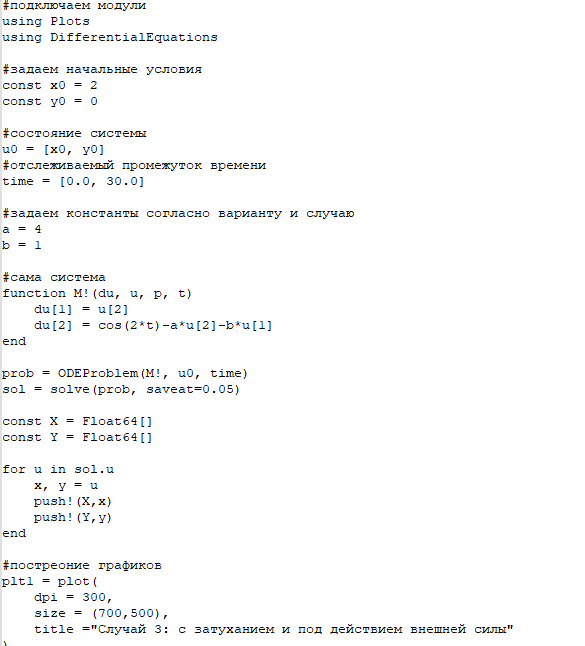 #подключаем модули
using Plots
using DifferentialEquations
#задаем начальные условия
const x0 = 2
const y0 = 0
#состояние системы
u0 = [x0, y0]
#отслеживаемый промежуток времени
time = [0.0, 30.0]
#задаем константы согласно варианту и случаю
a = 4
b = 1
#сама система
function M!(du, u, p, t)
    du[1] = u[2]
    du[2] = cos(2*t)-a*u[2]-b*u[1]
end
prob = ODEProblem(M!, u0, time)
sol = solve(prob, saveat=0.05)
const X = Float64[]
const Y = Float64[]
for u in sol.u
    x, y = u
    push!(X,x)
    push!(Y,y)
end
#постреоние графиков
plt1 = plot(
    dpi = 300,
    size = (700,500),
    title ="Случай 3: с затуханием и под действием внешней силы"
)